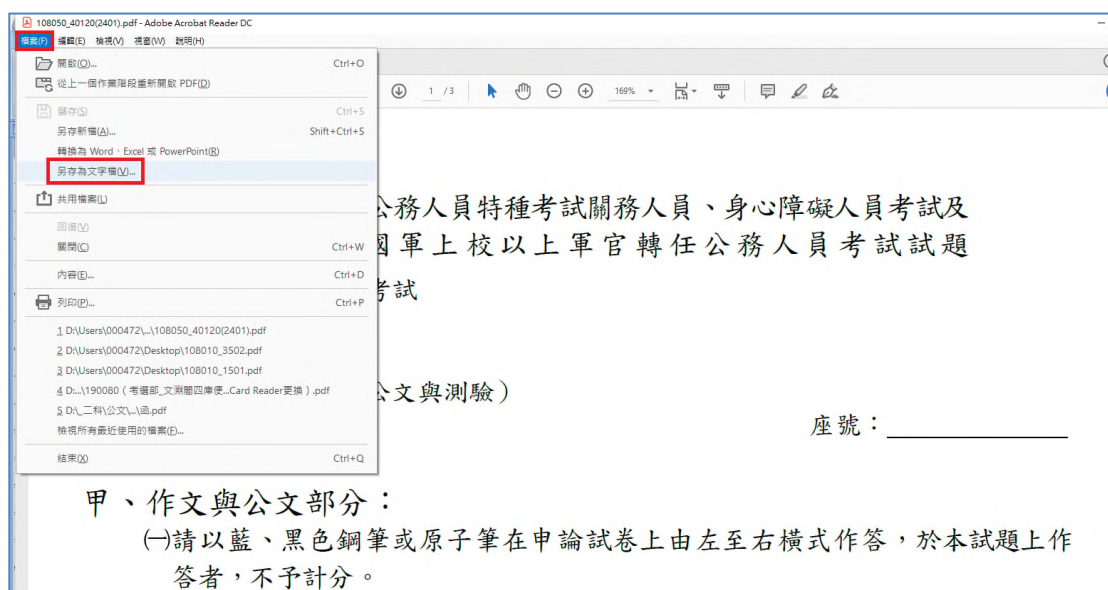 108050_40120(2401).pdf - Adobe Acrobat Reader DC
檔案(F) 編輯(E) 檢視(V) 視窗(W) 說明(H)
開啟(O)... Ctrl+O
從上一個作業階段重新開啟 PDF(D)
1 / 3 169%
儲存(S) Ctrl+S
另存新檔(A)... Shift+Ctrl+S
轉換為 Word、Excel 或 PowerPoint(R)
另存為文字檔(V)...
共用檔案(L)
回復(V)
關閉(C) Ctrl+W
內容(E)... Ctrl+D
列印(P)... Ctrl+P
1 D:\Users\000472\...\108050_40120(2401).pdf
2 D:\Users\000472\Desktop\108010_3502.pdf
3 D:\Users\000472\Desktop\108010_1501.pdf
4 D:...\190080（考選部_文淵閣四庫便...Card Reader更換）.pdf
5 D:\_二科\公文\...\函.pdf
檢視所有最近使用的檔案(F)...
結束(X) Ctrl+Q
公務人員特種考試關務人員、身心障礙人員考試及
國軍上校以上軍官轉任公務人員考試試題
考試
公文與測驗）
座號：
甲、作文與公文部分：
㈠請以藍、黑色鋼筆或原子筆在申論試卷上由左至右橫式作答，於本試題上作
答者，不予計分。